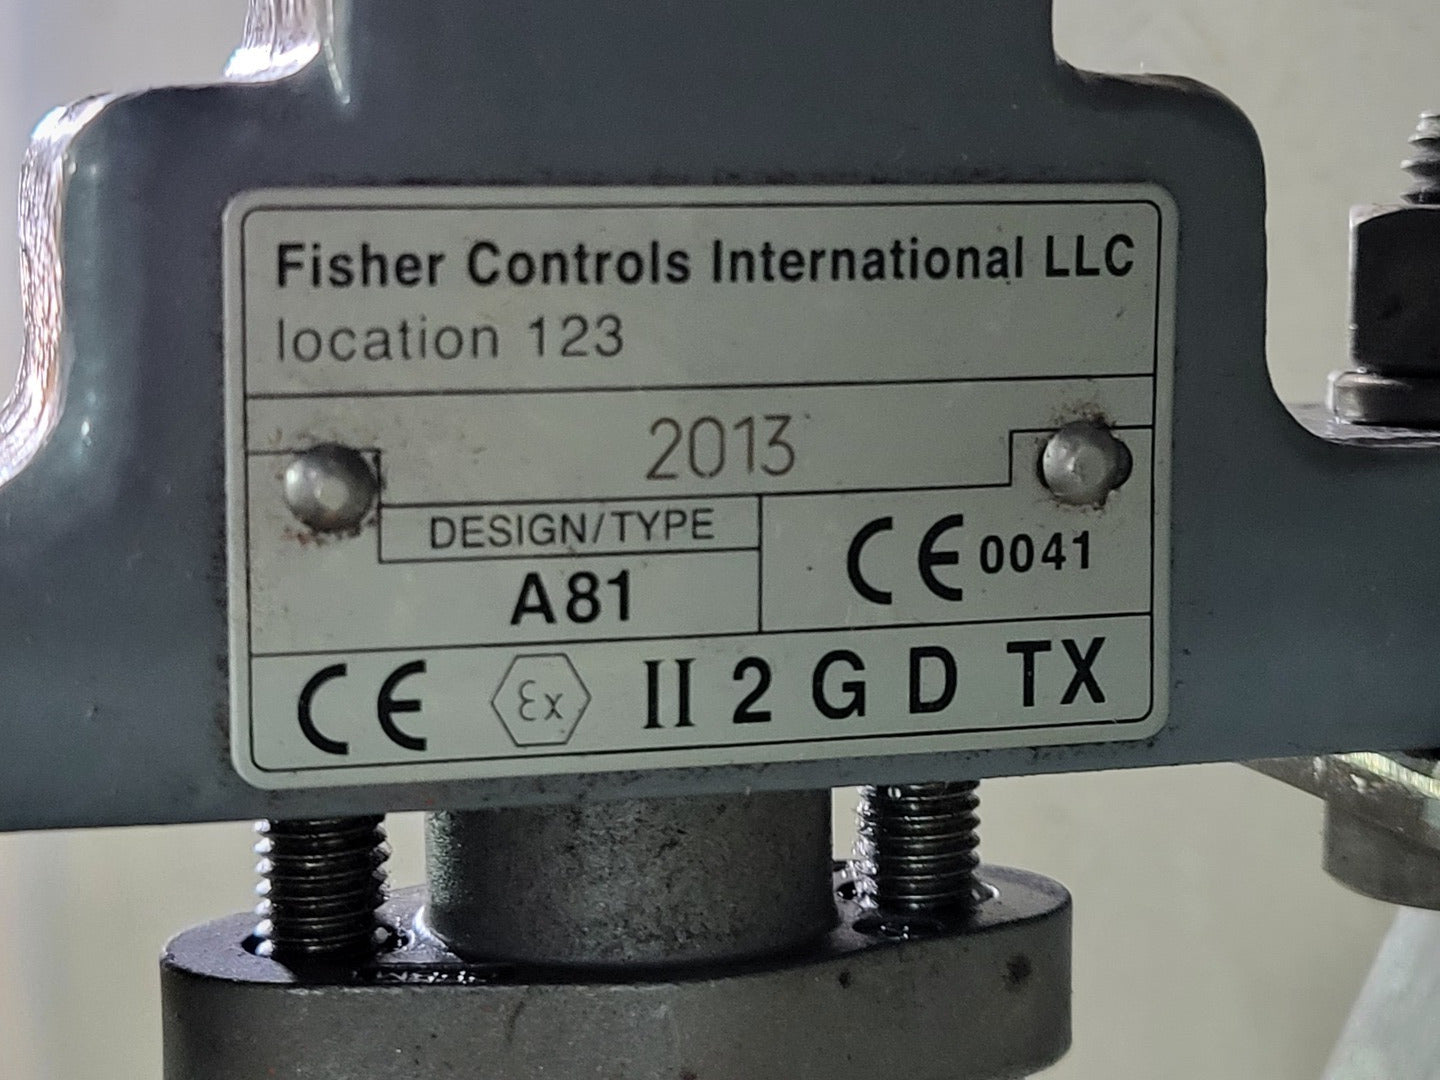 Fisher Controls International LLC
location 123
2013
DESIGN/TYPE
A81
CE 0041
CE Ex II 2 G D TX